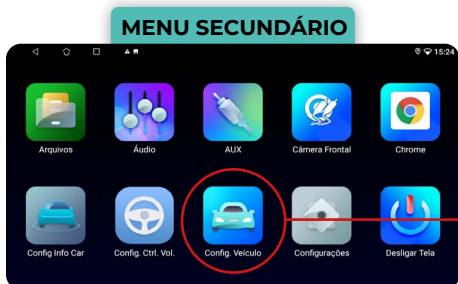 MENU SECUNDÁRIO
15:24
Arquivos
Áudio
AUX
Câmera Frontal
Chrome
Config Info Car
Config. Ctrl. Vol.
Config. Veículo
Configurações
Desligar Tela